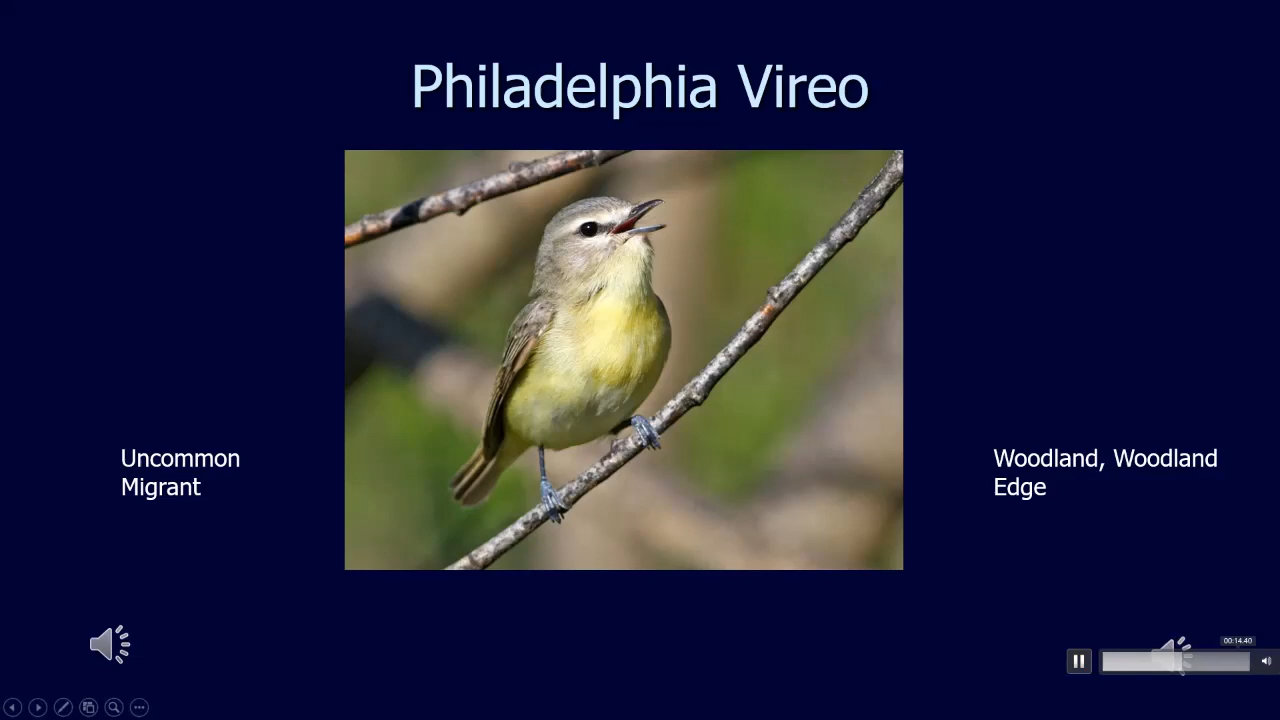 Philadelphia Vireo
Uncommon
Migrant
Woodland, Woodland
Edge
00:14.40